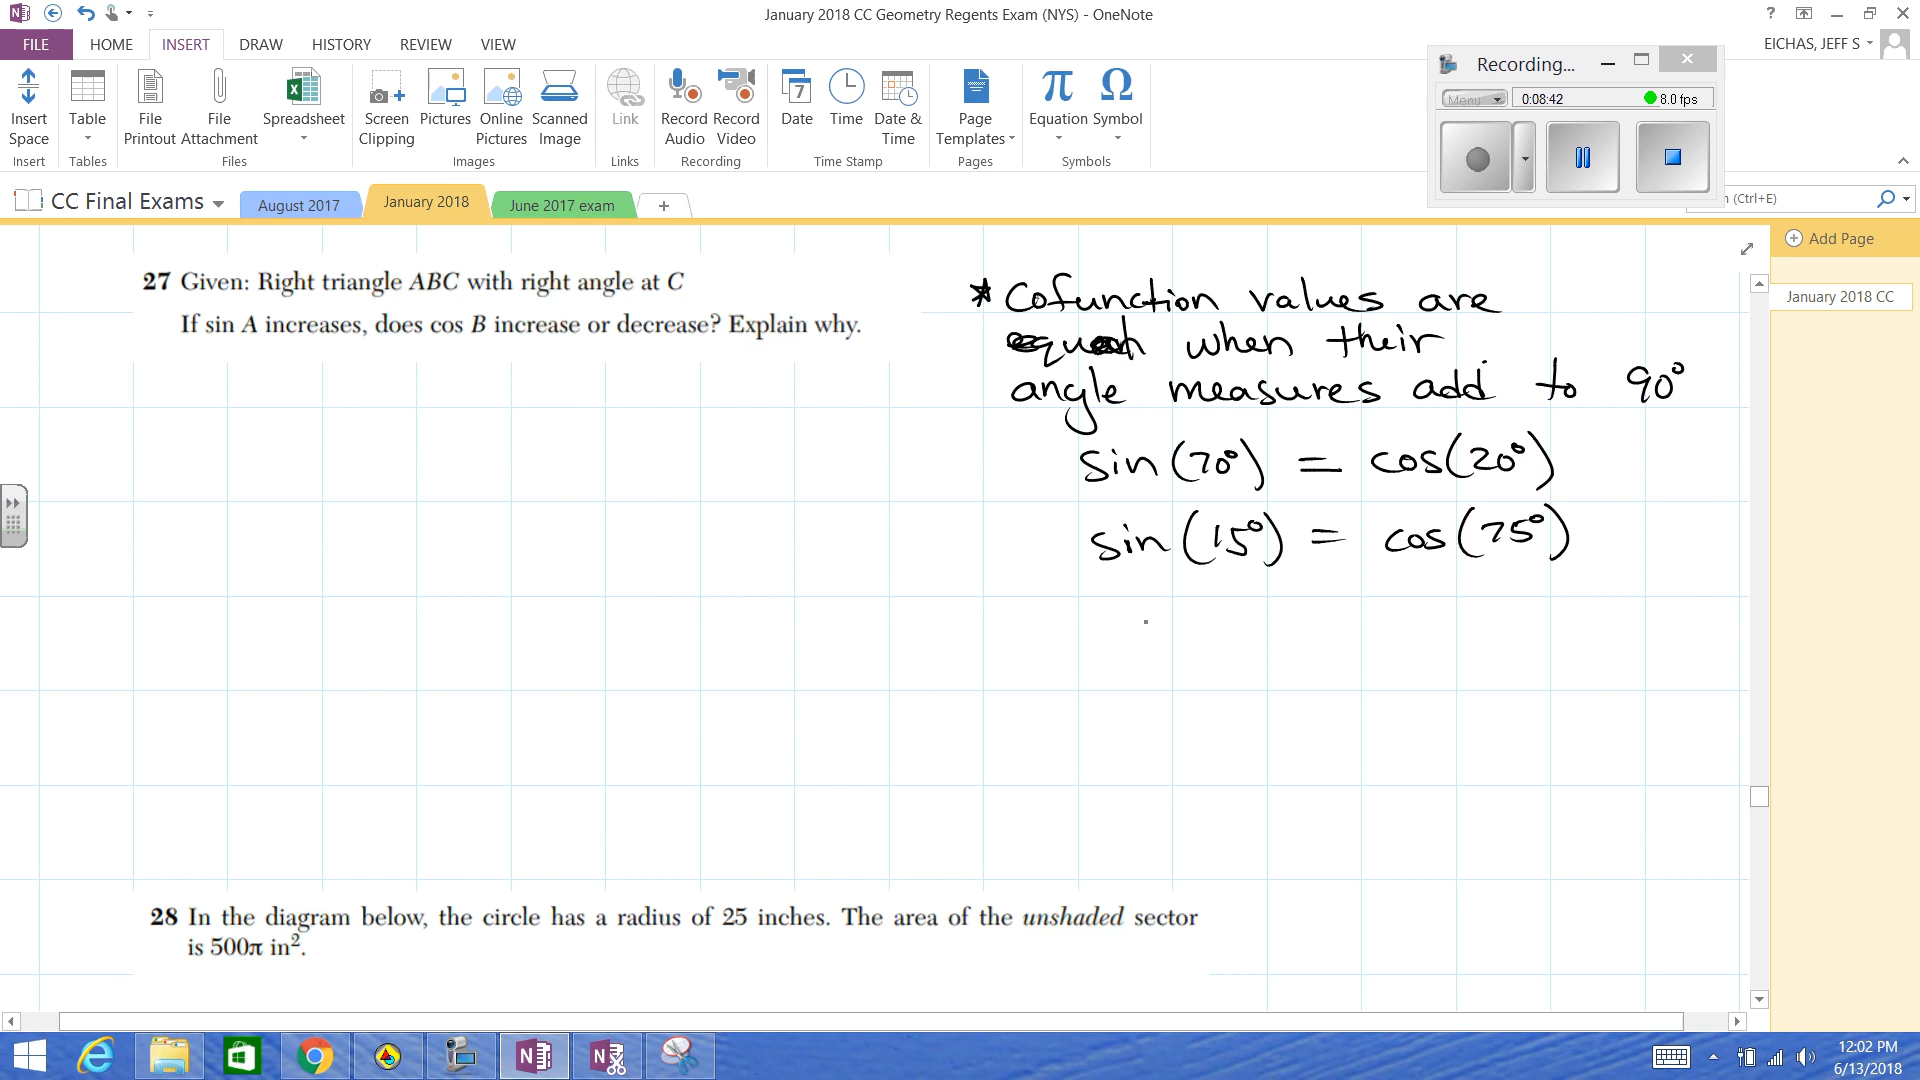 January 2018 CC Geometry Regents Exam (NYS) - OneNote
FILE HOME INSERT DRAW HISTORY REVIEW VIEW
EICHAS, JEFF S
Insert Space
Table
File Printout
File Attachment
Spreadsheet
Screen Clipping
Pictures
Online Pictures
Scanned Image
Link
Record Audio
Record Video
Date
Time
Date & Time
Page Templates
Equation
Symbol
Insert Tables Files Images Links Recording Time Stamp Pages Symbols
Recording...
Menu 0:08:42 8.0 fps
CC Final Exams August 2017 January 2018 June 2017 exam +
(Ctrl+E)
Add Page
January 2018 CC
27 Given: Right triangle ABC with right angle at C
If sin A increases, does cos B increase or decrease? Explain why.
* Cofunction values are
equal when their
angle measures add to 90°
sin(70°) = cos(20°)
sin(15°) = cos(75°)
28 In the diagram below, the circle has a radius of 25 inches. The area of the unshaded sector
is 500π in².
12:02 PM
6/13/2018